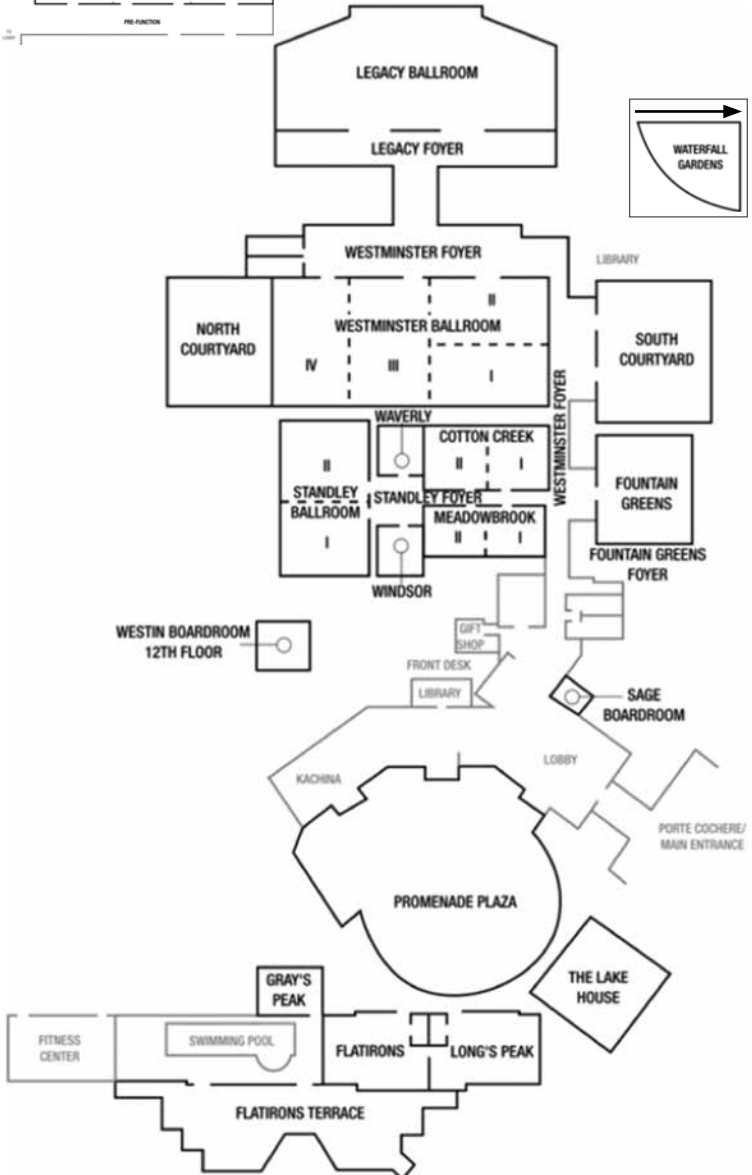 PRE-FUNCTION
TO
LOBBY
LEGACY BALLROOM
LEGACY FOYER
WATERFALL
GARDENS
WESTMINSTER FOYER
LIBRARY
NORTH
COURTYARD
WESTMINSTER BALLROOM
II
IV
III
I
SOUTH
COURTYARD
WESTMINSTER FOYER
WAVERLY
COTTON CREEK
II
I
II
STANDLEY
BALLROOM
I
STANDLEY FOYER
MEADOWBROOK
II
I
WINDSOR
FOUNTAIN
GREENS
FOUNTAIN GREENS
FOYER
WESTIN BOARDROOM
12TH FLOOR
GIFT
SHOP
FRONT DESK
LIBRARY
SAGE
BOARDROOM
LOBBY
KACHINA
PORTE COCHERE/
MAIN ENTRANCE
PROMENADE PLAZA
THE LAKE
HOUSE
GRAY'S
PEAK
FITNESS
CENTER
SWIMMING POOL
FLATIRONS
LONG'S PEAK
FLATIRONS TERRACE